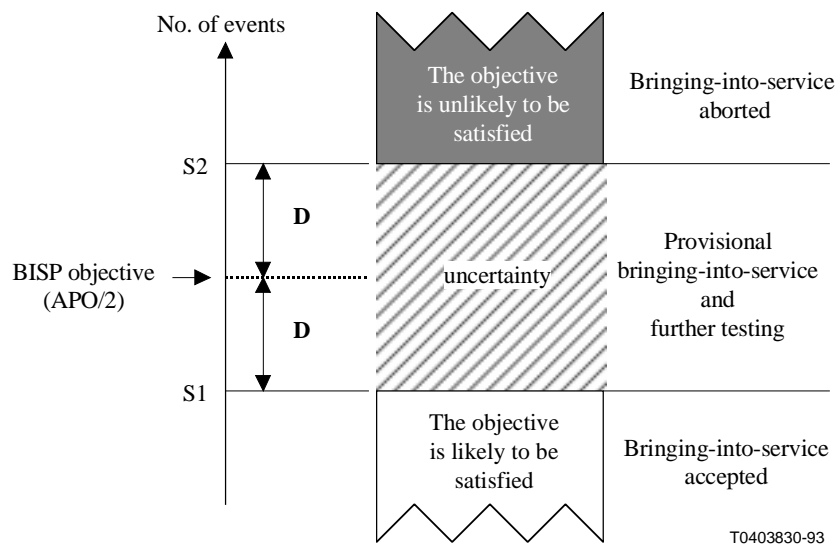 No. of events
The objective
is unlikely to be
satisfied
Bringing-into-service
aborted
S2
D
BISP objective
(APO/2)
uncertainty
Provisional
bringing-into-service
and
further testing
D
S1
The objective
is likely to be
satisfied
Bringing-into-service
accepted
T0403830-93